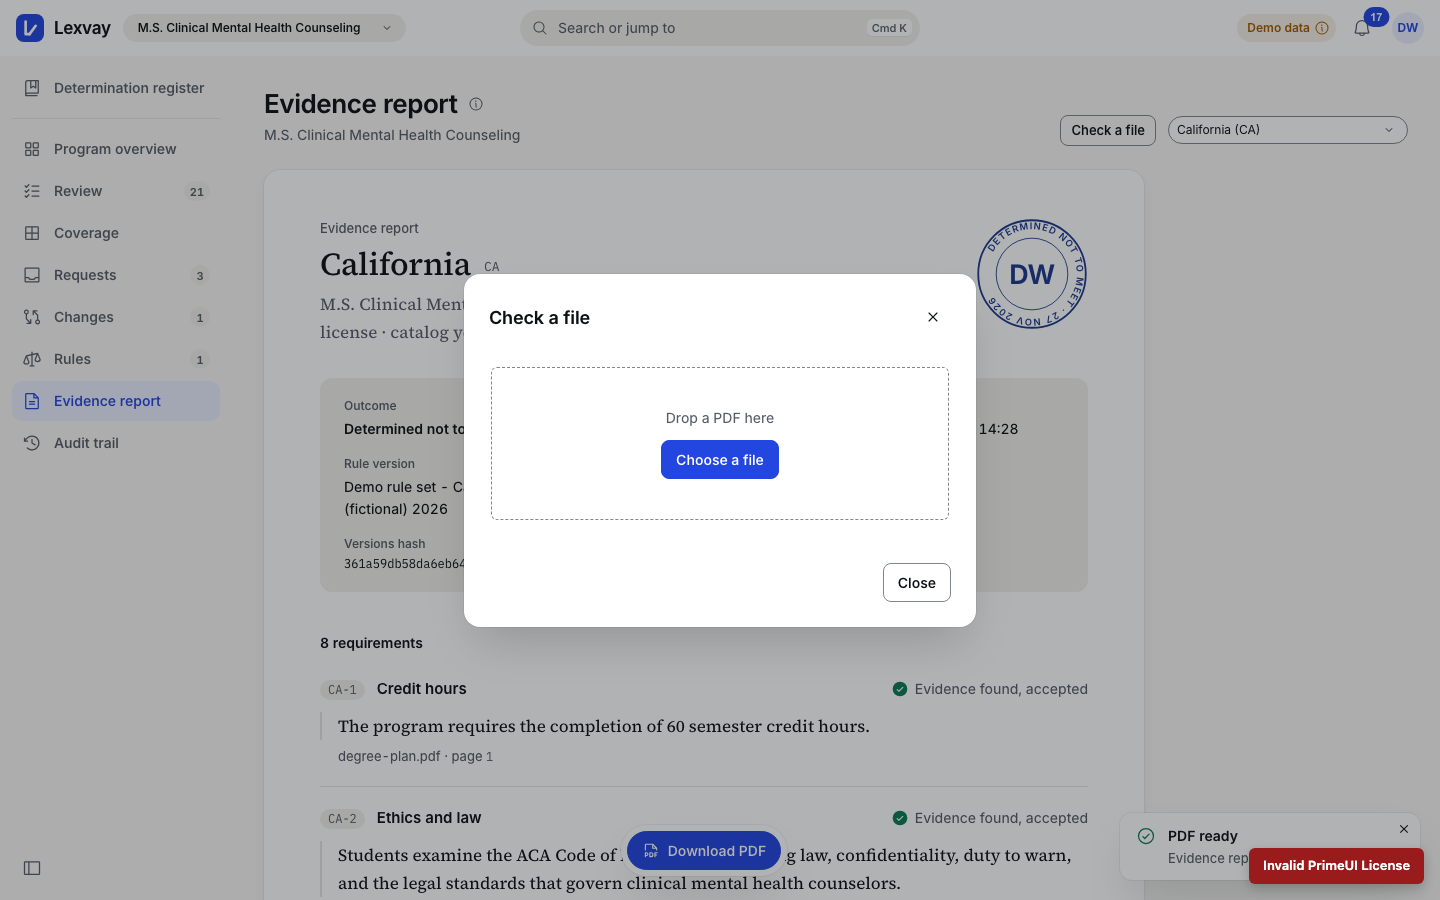 Lexvay
M.S. Clinical Mental Health Counseling
Search or jump to
Cmd K
Demo data
17
DW
Determination register
Program overview
Review 21
Coverage
Requests 3
Changes 1
Rules 1
Evidence report
Audit trail
Evidence report
M.S. Clinical Mental Health Counseling
Check a file
California (CA)
Evidence report
California CA
M.S. Clinical Ment
license · catalog y
DETERMINED NOT TO MEET · 27 NOV 2026
DW
Outcome
Determined not to
14:28
Rule version
Demo rule set - C
(fictional) 2026
Versions hash
361a59db58da6eb64
Check a file
Drop a PDF here
Choose a file
Close
8 requirements
CA-1 Credit hours
Evidence found, accepted
The program requires the completion of 60 semester credit hours.
degree-plan.pdf · page 1
CA-2 Ethics and law
Evidence found, accepted
Students examine the ACA Code of
g law, confidentiality, duty to warn,
and the legal standards that govern clinical mental health counselors.
PDF
Download PDF
PDF ready
Evidence rep
Invalid PrimeUI License